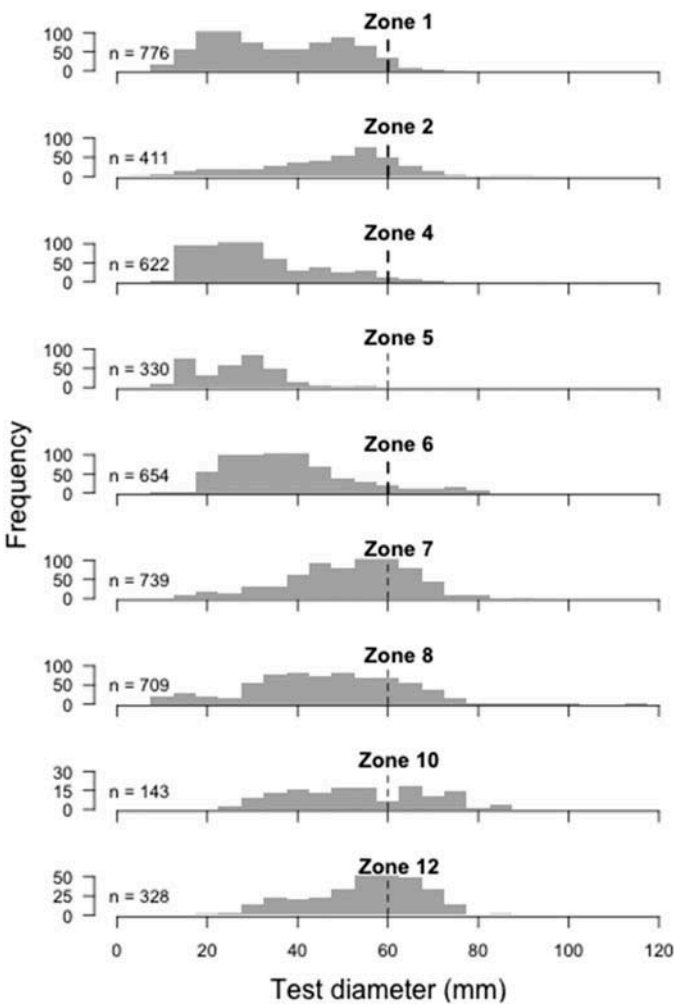 Zone 1
100
50
0
n = 776
Zone 2
100
50
0
n = 411
Zone 4
100
50
0
n = 622
Zone 5
100
50
0
n = 330
Zone 6
100
50
0
n = 654
Zone 7
100
50
0
n = 739
Zone 8
100
50
0
n = 709
Zone 10
30
15
0
n = 143
Zone 12
50
25
0
n = 328
Frequency
0 20 40 60 80 100 120
Test diameter (mm)